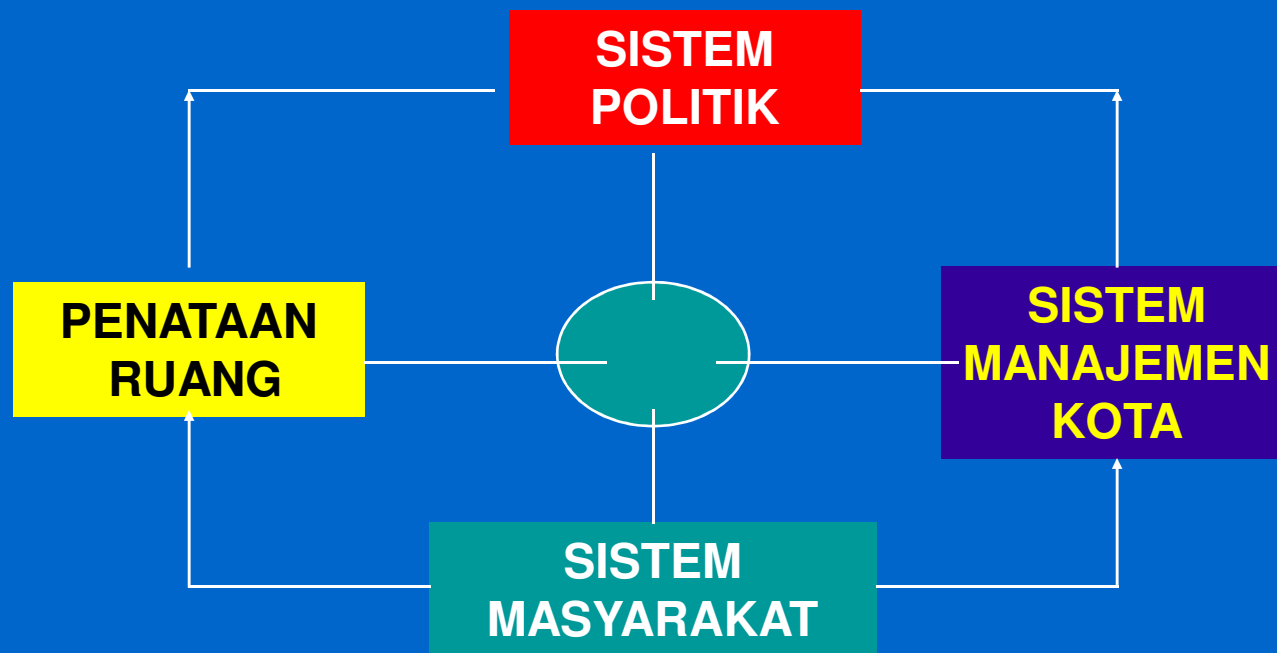 SISTEM
POLITIK
PENATAAN
RUANG
SISTEM
MANAJEMEN
KOTA
SISTEM
MASYARAKAT